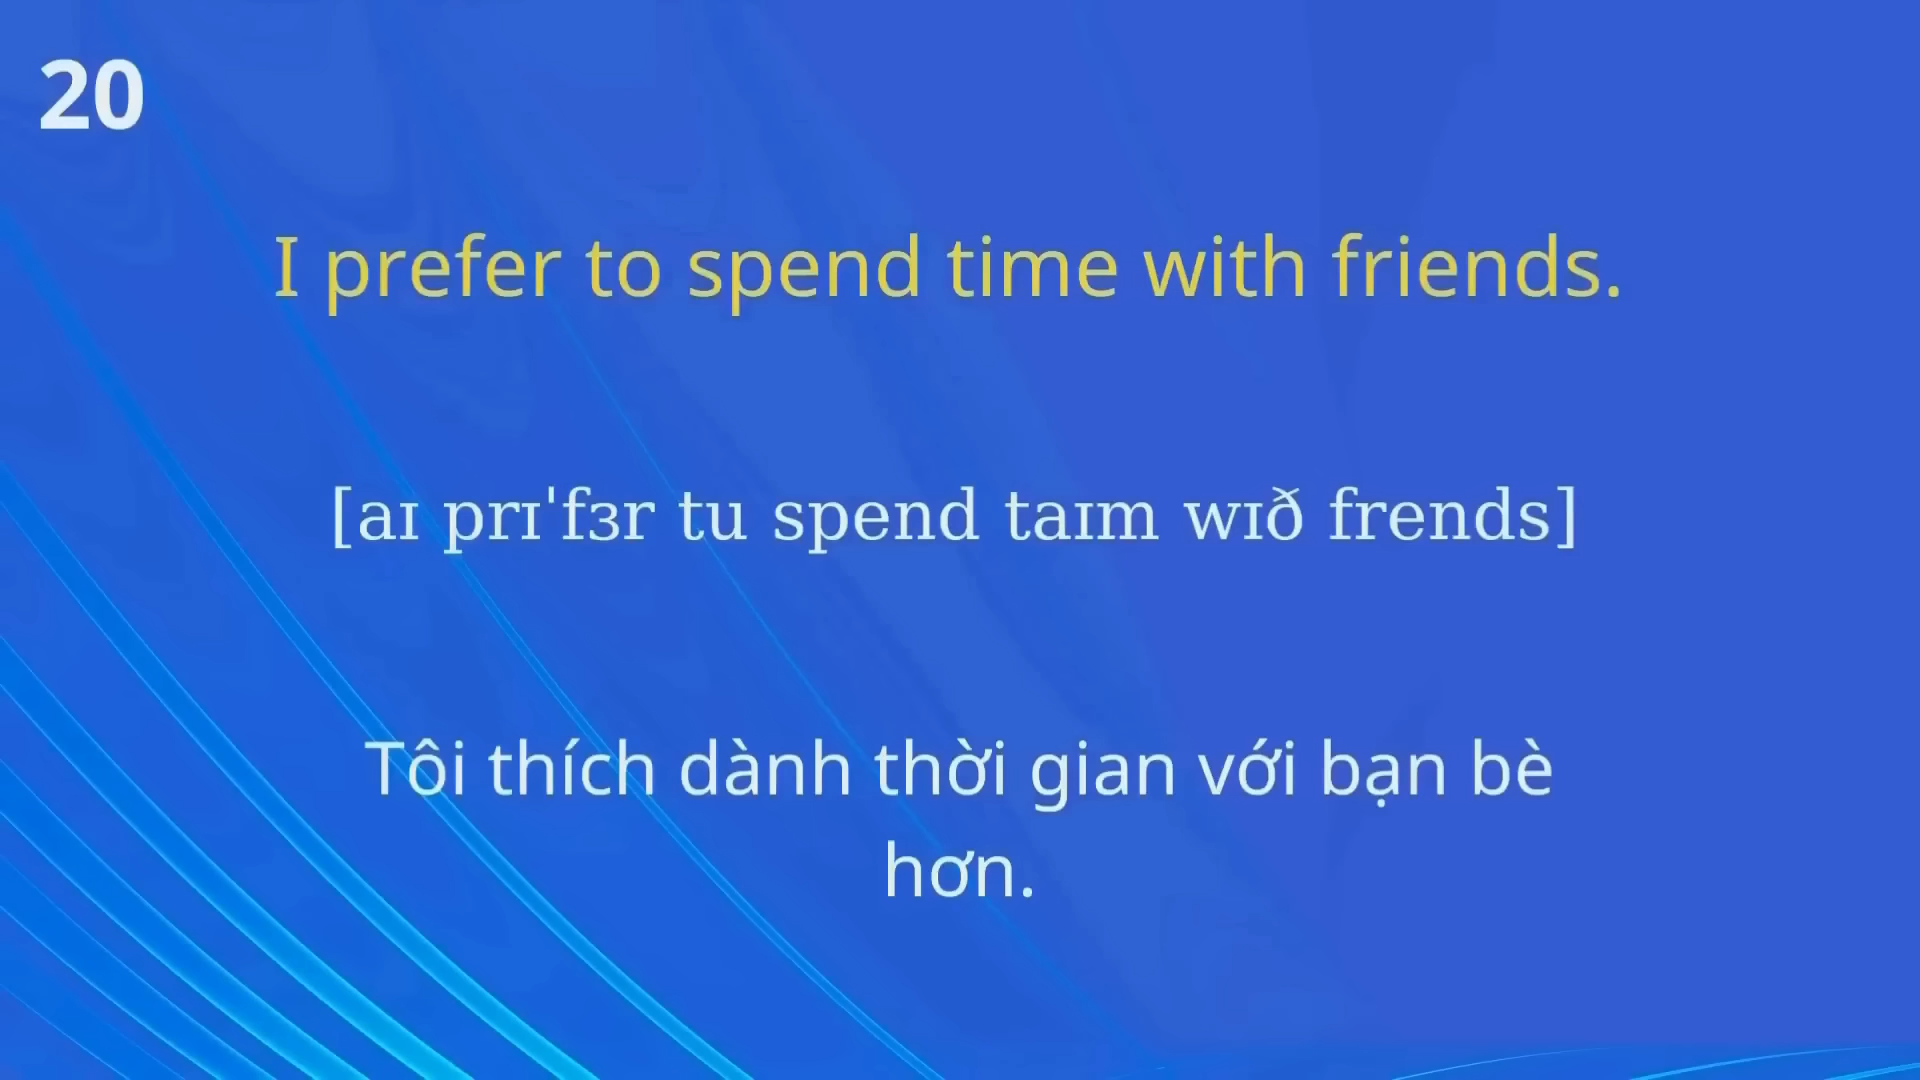 20
I prefer to spend time with friends.
[aɪ prɪˈfɜr tu spend taɪm wɪð frends]
Tôi thích dành thời gian với bạn bè
hơn.